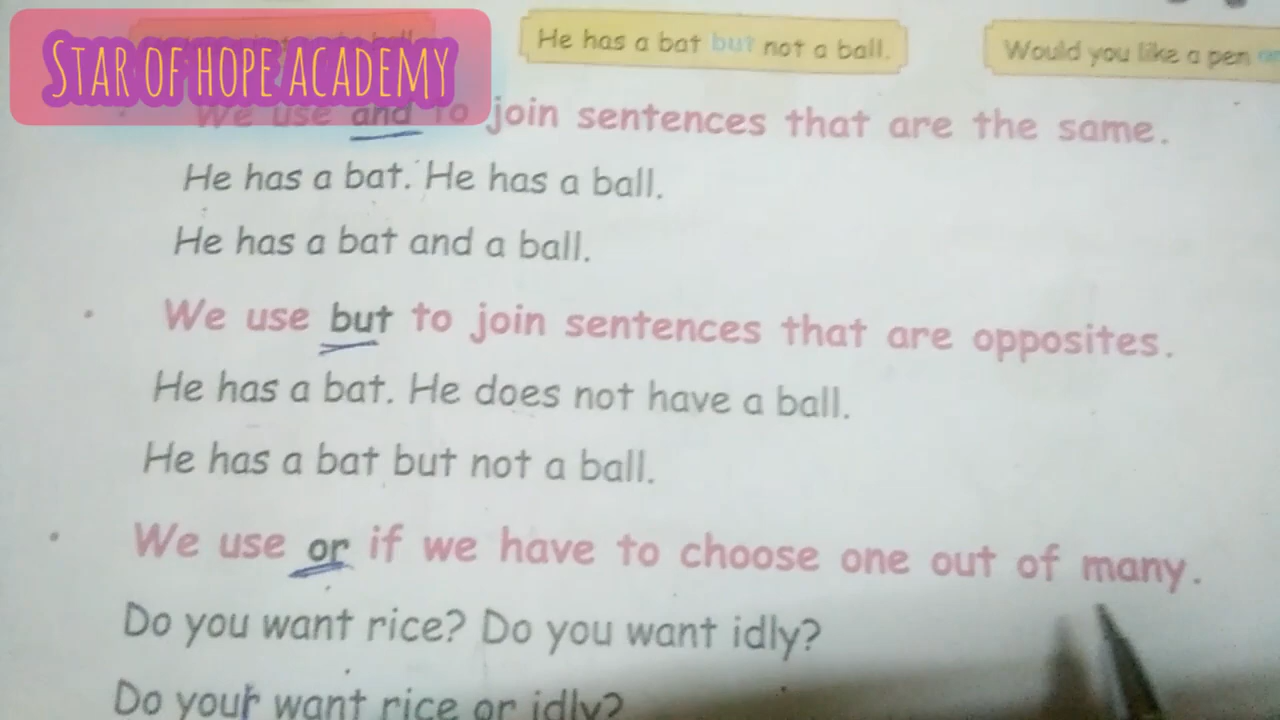 STAR OF HOPE ACADEMY
He has a bat but not a ball.
Would you like a pen
We use and to join sentences that are the same.
He has a bat. He has a ball.
He has a bat and a ball.
We use but to join sentences that are opposites.
He has a bat. He does not have a ball.
He has a bat but not a ball.
We use or if we have to choose one out of many.
Do you want rice? Do you want idly?
Do your want rice or idly?